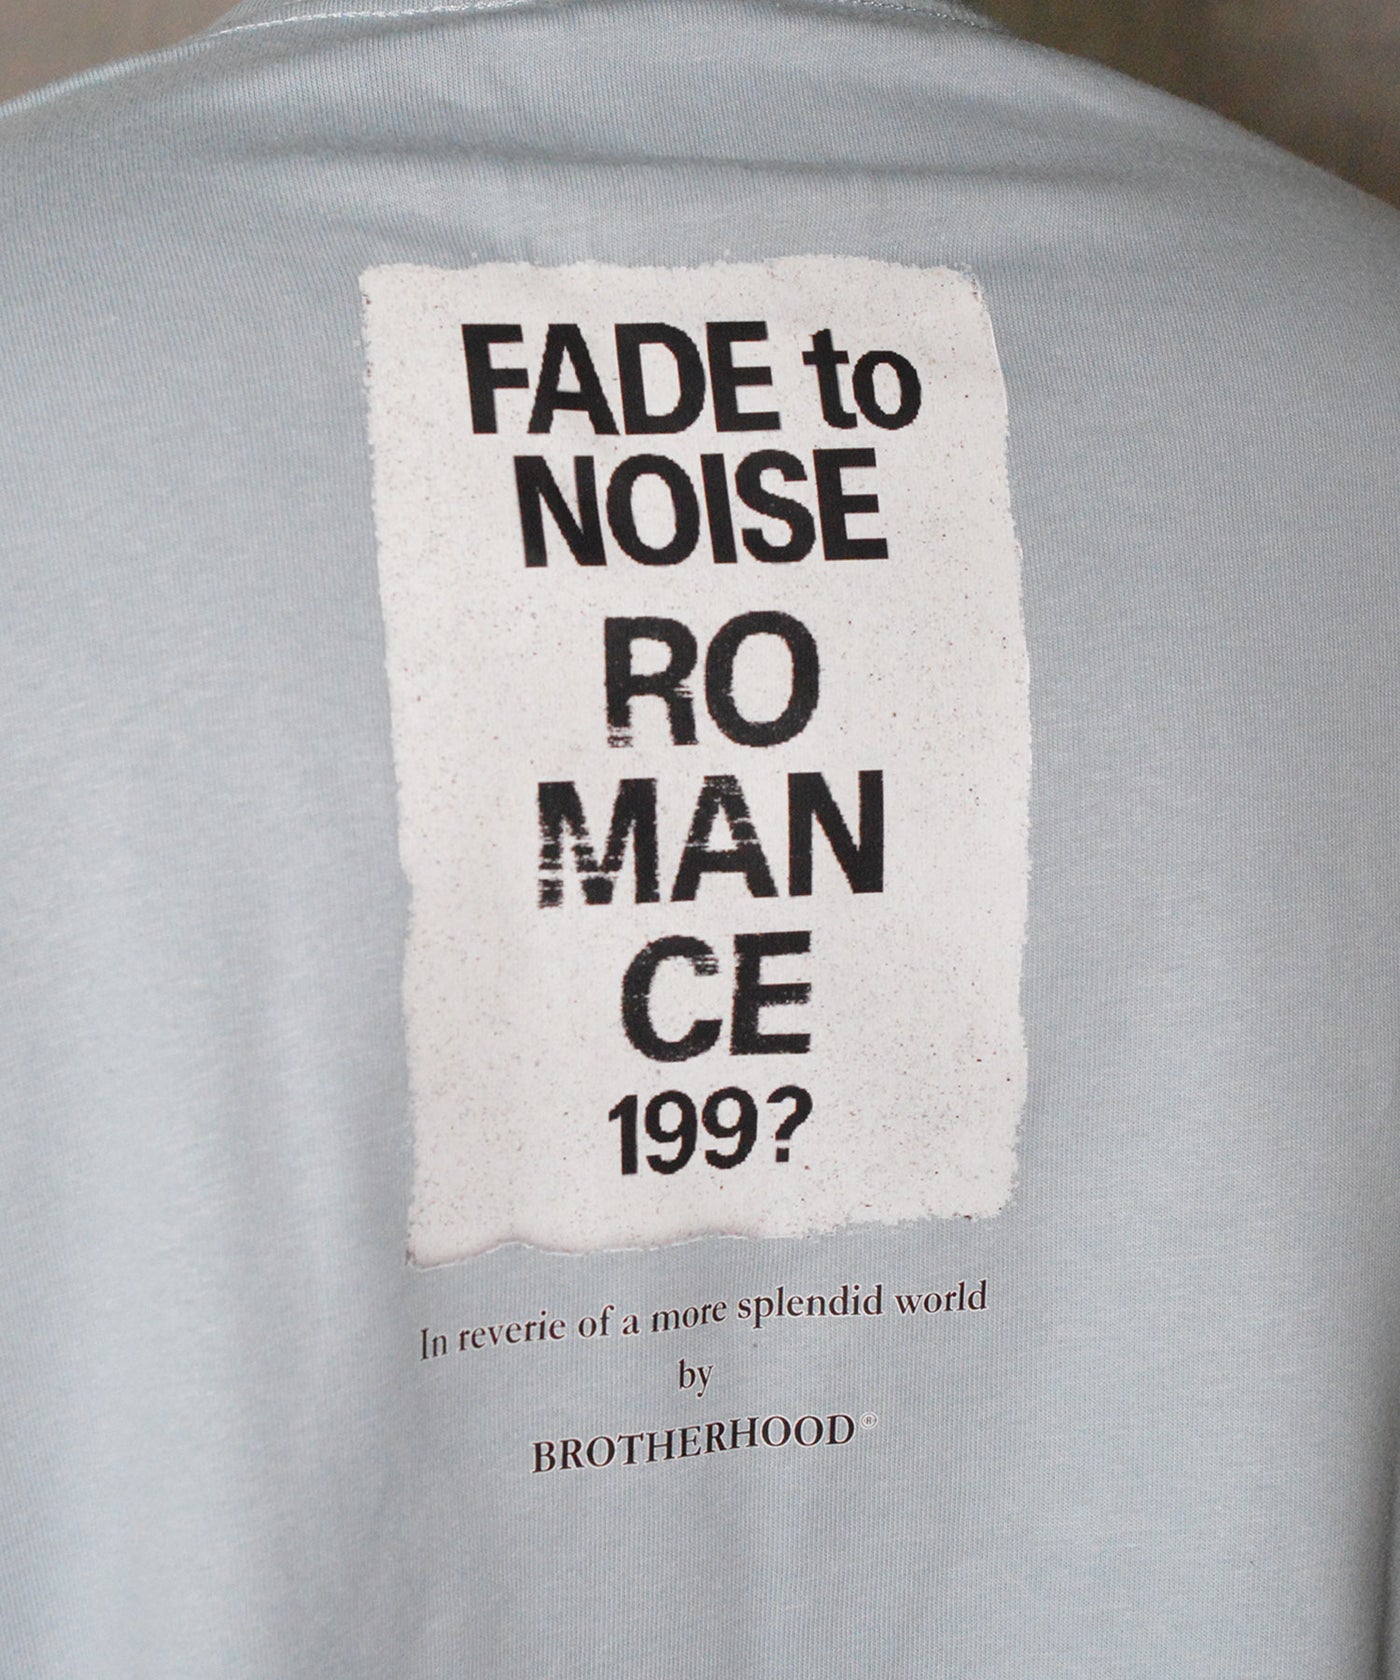 FADE to
NOISE
RO
MAN
CE
199?
In reverie of a more splendid world
by
BROTHERHOOD®